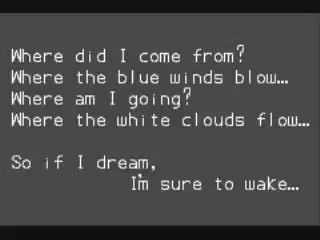 Where did I come from?
Where the blue winds blow…
Where am I going?
Where the white clouds flow…
So if I dream,
I'm sure to wake…